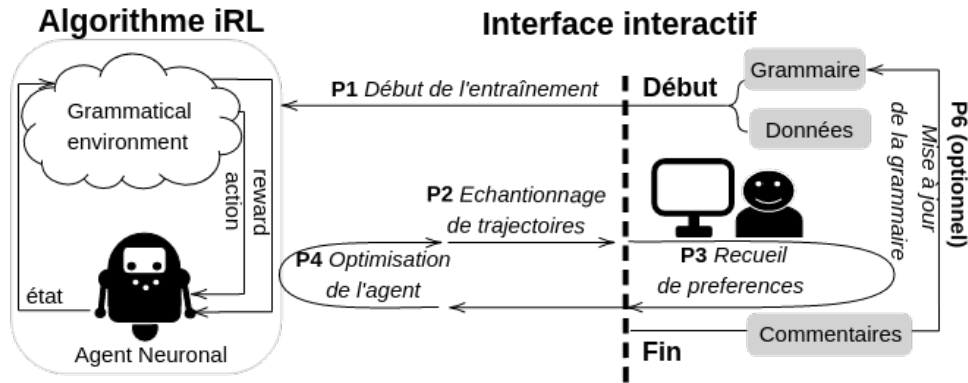 Algorithme iRL
Interface interactif
Grammatical
environment
reward
action
état
Agent Neuronal
P1 Début de l'entraînement
Début
Grammaire
Données
P2 Echantionnage
de trajectoires
P3 Recueil
de preferences
P4 Optimisation
de l'agent
Fin
Commentaires
P6 (optionnel)
Mise à jour
de la grammaire